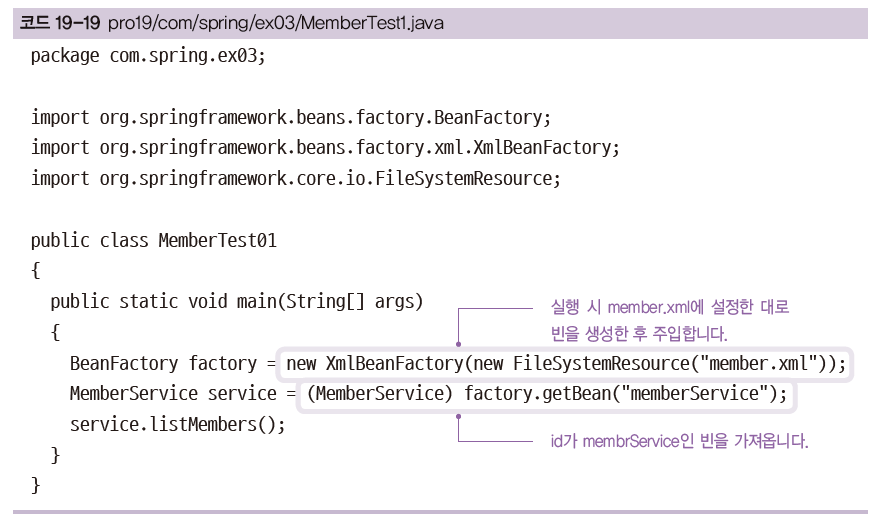 코드 19-19 pro19/com/spring/ex03/MemberTest1.java
package com.spring.ex03;
import org.springframework.beans.factory.BeanFactory;
import org.springframework.beans.factory.xml.XmlBeanFactory;
import org.springframework.core.io.FileSystemResource;
public class MemberTest01
{
public static void main(String[] args)
실행 시 member.xml에 설정한 대로
{
빈을 생성한 후 주입합니다.
BeanFactory factory = new XmlBeanFactory(new FileSystemResource("member.xml"));
MemberService service = (MemberService) factory.getBean("memberService");
service.listMembers();
id가 membrService인 빈을 가져옵니다.
}
}